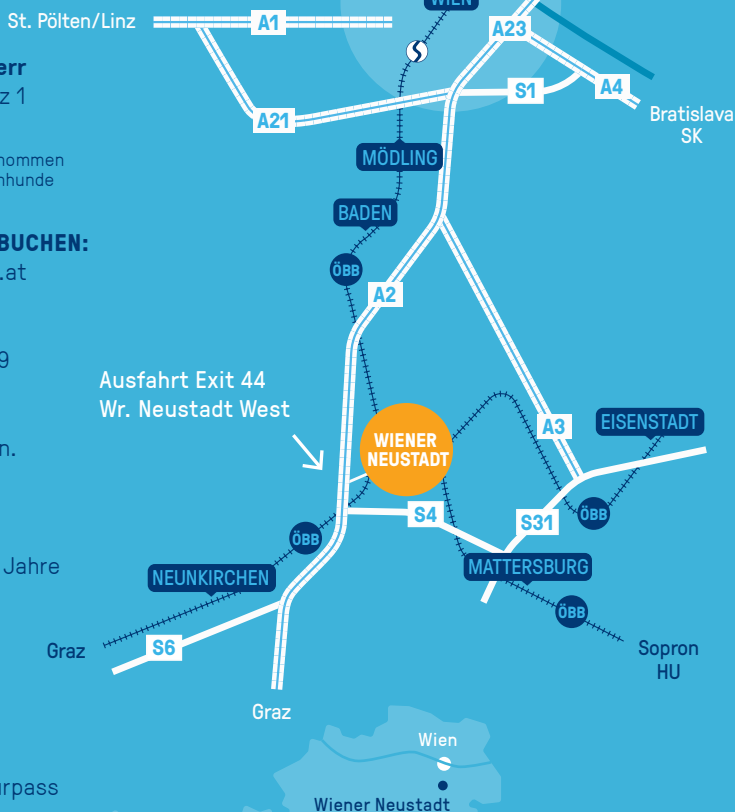 WIEN
St. Pölten/Linz
A1
A23
err
z 1
A21
S1
A4
Bratislava
SK
nommen
nhunde
MÖDLING
BADEN
BUCHEN:
.at
ÖBB
A2
9
Ausfahrt Exit 44
Wr. Neustadt West
n.
WIENER
NEUSTADT
A3
EISENSTADT
S4
S31
ÖBB
ÖBB
Jahre
NEUNKIRCHEN
MATTERSBURG
ÖBB
Graz
S6
Sopron
HU
Graz
Wien
urpass
Wiener Neustadt